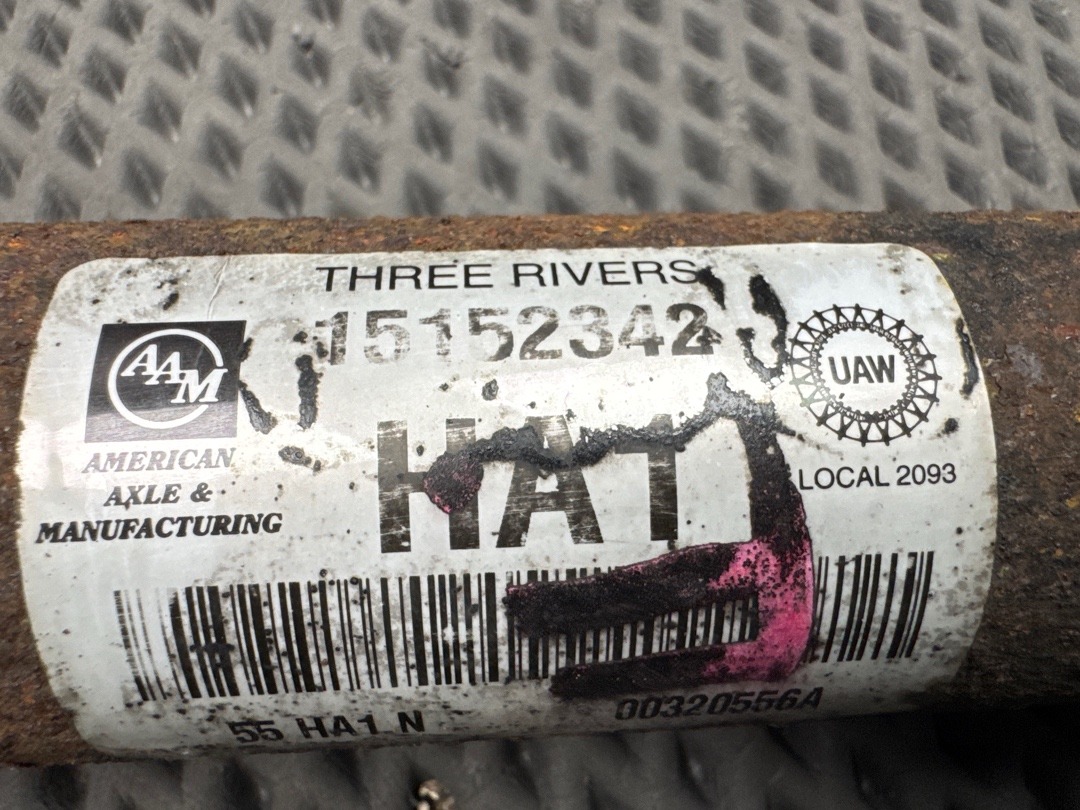 THREE RIVERS
15152342
AAM
UAW
HA1
AMERICAN
AXLE &
MANUFACTURING
LOCAL 2093
55 HA1 N
00320556A